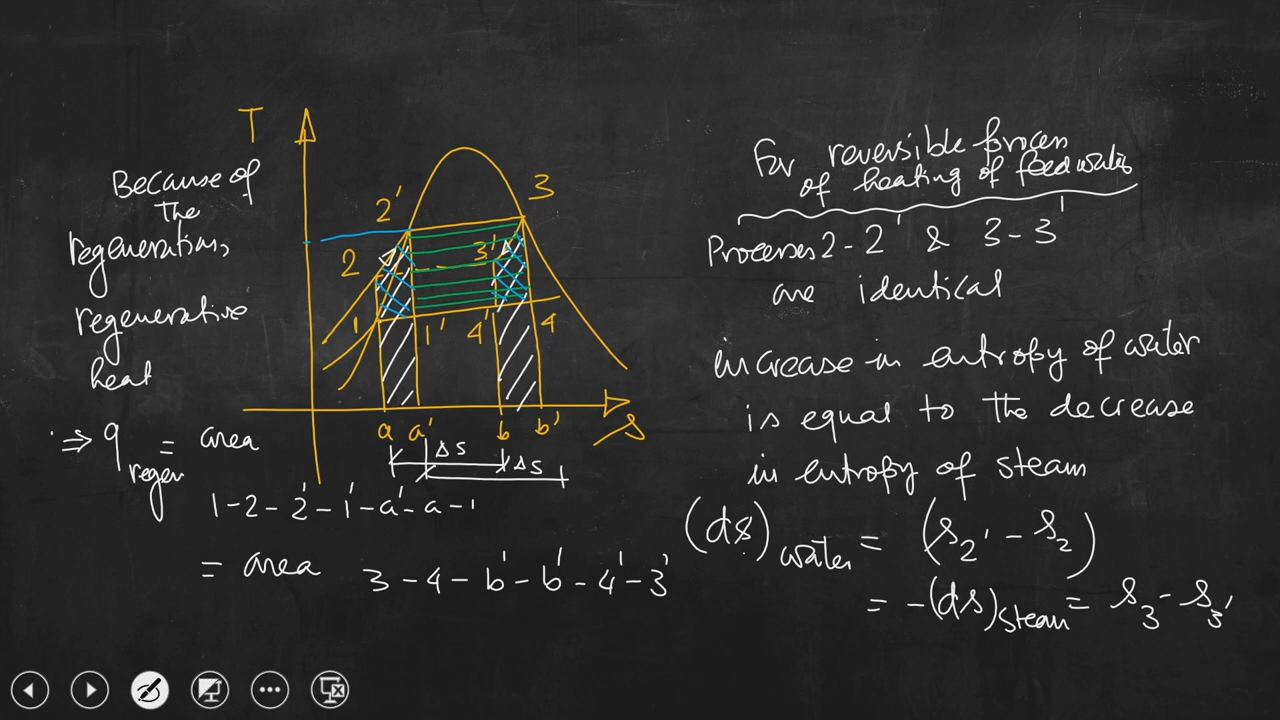 T
Because of
the
regeneration,
regenerative
heat
⇒ q regen = area
1-2-2'-1'-a'-a-1
= area 3-4-b'-b'-4'-3'
2'
3
2
3'
1
1'
4'
4
a
a'
b
b'
s
Δs
Δs
For reversible proces
of heating of feedwater
Processes 2-2' & 3-3'
are identical
increase in entropy of water
is equal to the decrease
in entropy of steam
(ds) water = (s2' - s2)
= -(ds) steam = s3 - s3'